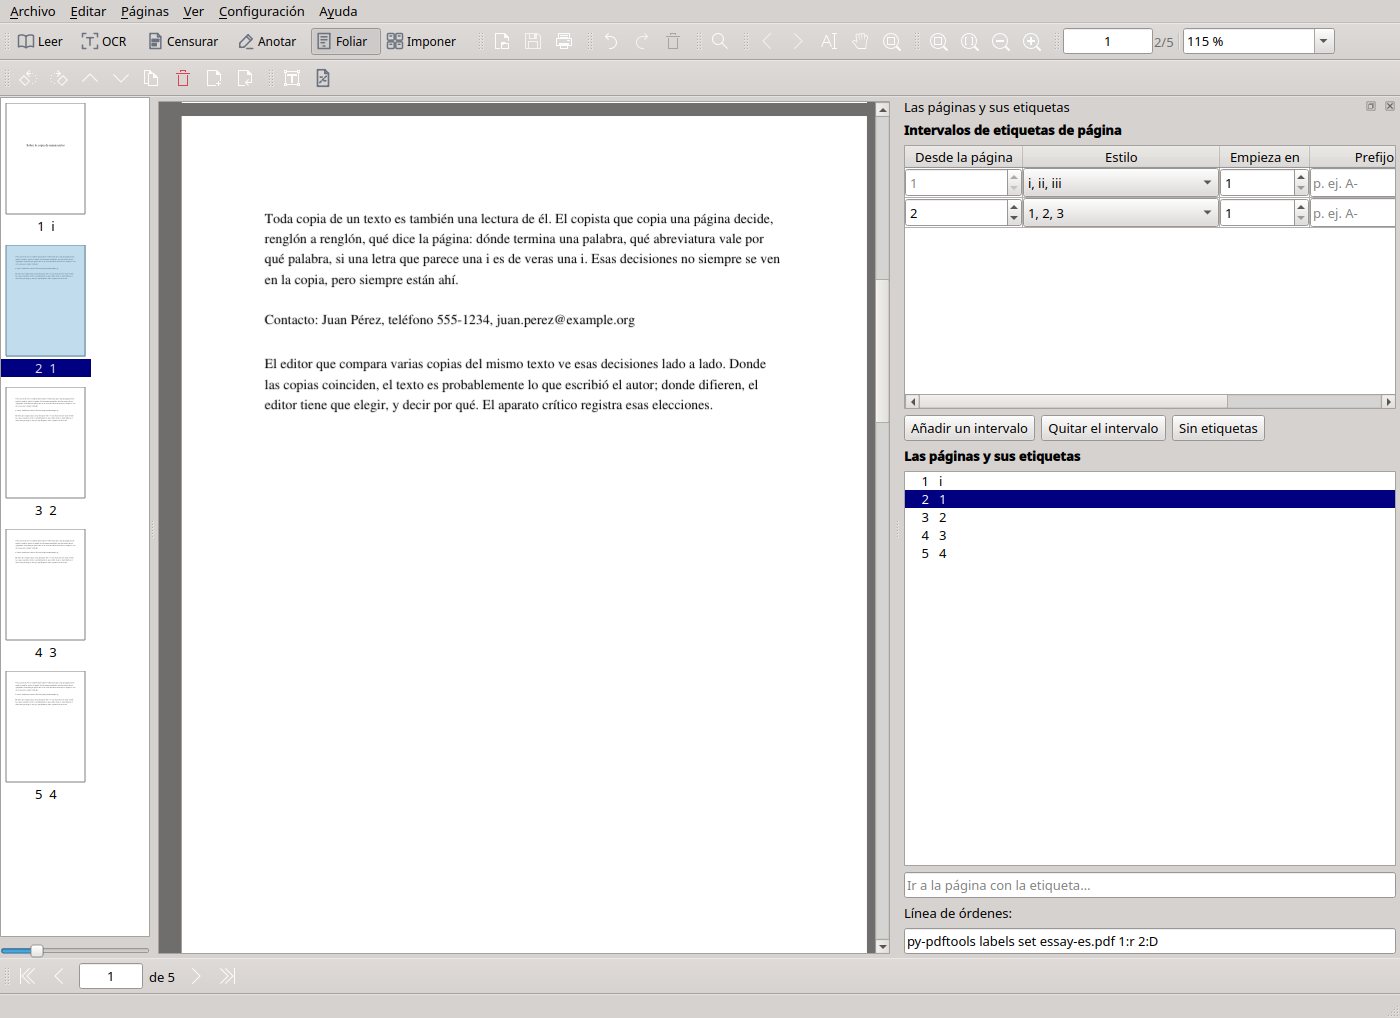 Archivo Editar Páginas Ver Configuración Ayuda
Leer OCR Censurar Anotar Foliar Imponer 1 2/5 115 %
1 i
2 1
3 2
4 3
5 4
Toda copia de un texto es también una lectura de él. El copista que copia una página decide,
renglón a renglón, qué dice la página: dónde termina una palabra, qué abreviatura vale por
qué palabra, si una letra que parece una i es de veras una i. Esas decisiones no siempre se ven
en la copia, pero siempre están ahí.
Contacto: Juan Pérez, teléfono 555-1234, juan.perez@example.org
El editor que compara varias copias del mismo texto ve esas decisiones lado a lado. Donde
las copias coinciden, el texto es probablemente lo que escribió el autor; donde difieren, el
editor tiene que elegir, y decir por qué. El aparato crítico registra esas elecciones.
Las páginas y sus etiquetas
Intervalos de etiquetas de página
Desde la página Estilo Empieza en Prefijo
1 i, ii, iii 1 p. ej. A-
2 1, 2, 3 1 p. ej. A-
Añadir un intervalo Quitar el intervalo Sin etiquetas
Las páginas y sus etiquetas
1 i
2 1
3 2
4 3
5 4
Ir a la página con la etiqueta...
Línea de órdenes:
py-pdftools labels set essay-es.pdf 1:r 2:D
1 de 5